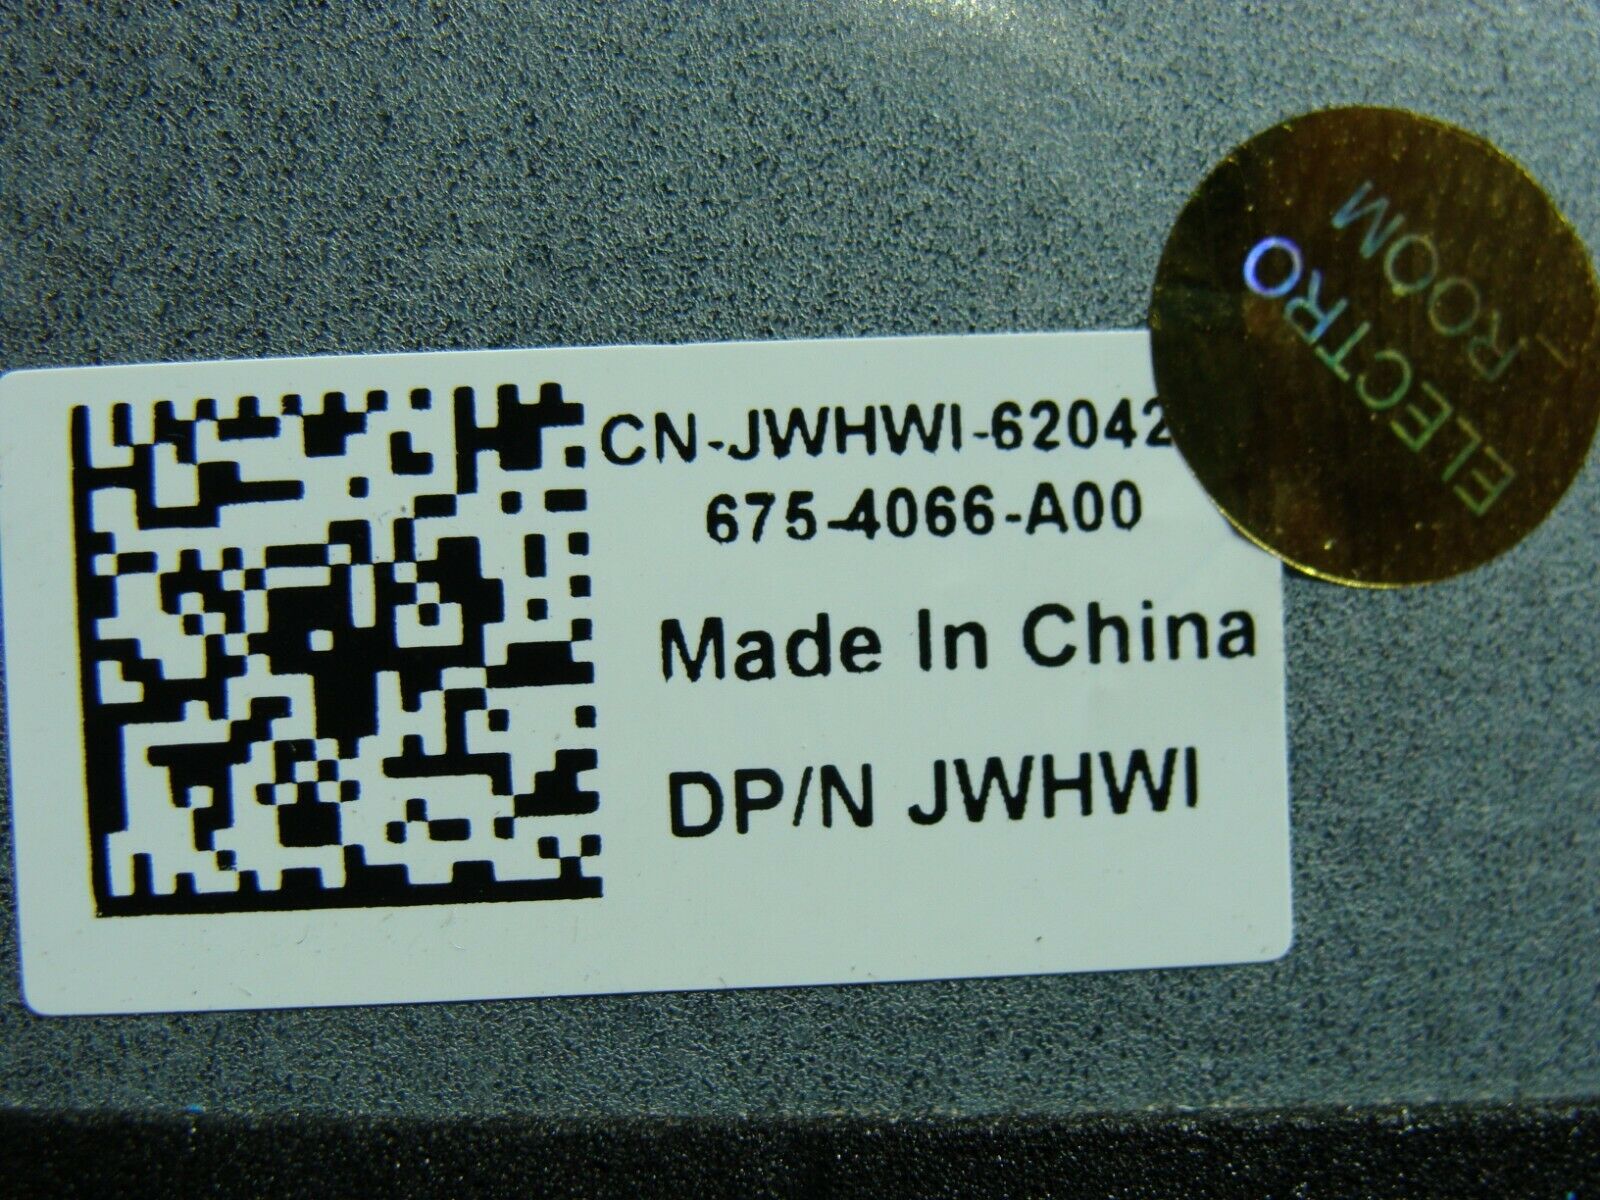 CN-JWHWI-62042
675-4066-A00
Made In China
DP/N JWHWI
ELECTRO
ROOM